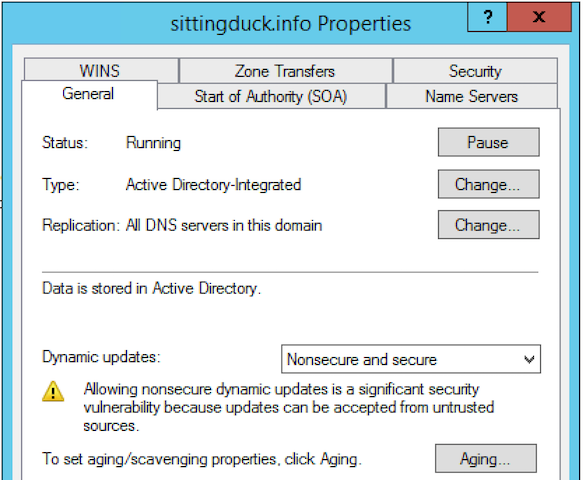 sittingduck.info Properties
?
x
WINS
Zone Transfers
Security
General
Start of Authority (SOA)
Name Servers
Status:
Running
Pause
Type:
Active Directory-Integrated
Change...
Replication:
All DNS servers in this domain
Change...
Data is stored in Active Directory.
Dynamic updates:
Nonsecure and secure
Allowing nonsecure dynamic updates is a significant security
vulnerability because updates can be accepted from untrusted
sources.
To set aging/scavenging properties, click Aging.
Aging...